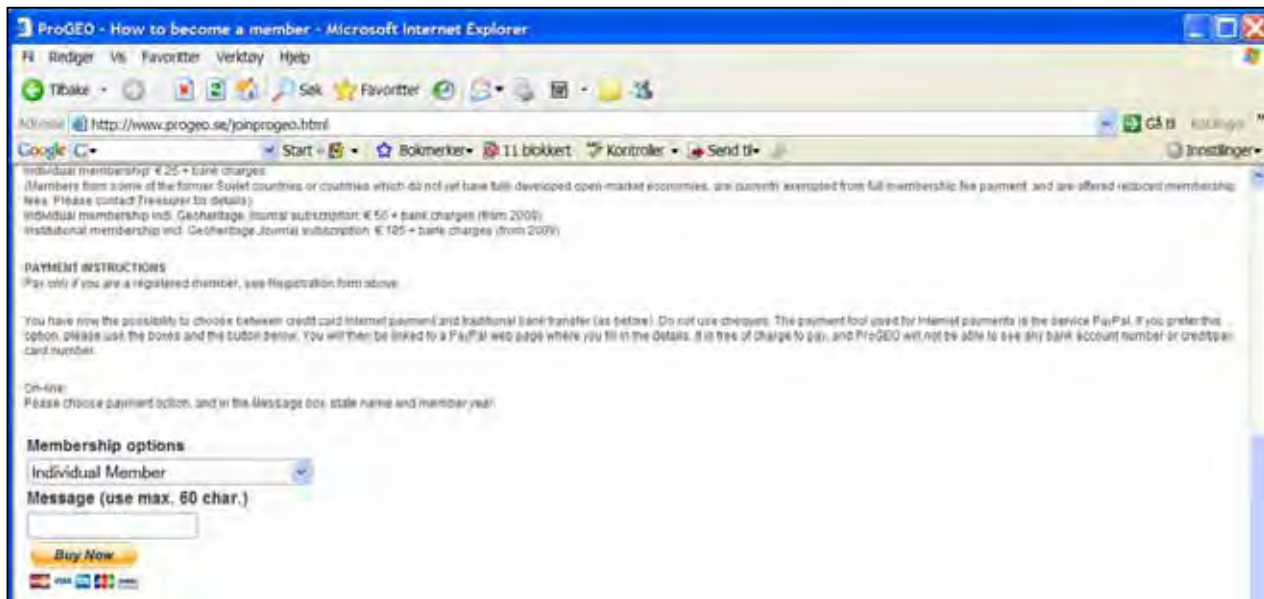 ProGEO - How to become a member - Microsoft Internet Explorer
Fil Rediger Vis Favoritter Verktøy Hjelp
Tilbake Søk Favoritter
http://www.progeo.se/joinprogeo.html Gå til
Google Start Bokmerker 11 blokkert Kontroller Send til Innstillinger
Individual membership: € 25 + bank charges
(Members from some of the former Soviet countries or countries which do not yet have fully developed open-market economies, are currently exempted from full membership fee payment, and are offered reduced membership
fees. Please contact Treasurer for details)
Individual membership incl. Geoheritage Journal subscription: € 50 + bank charges (from 2009)
Institutional membership incl. Geoheritage Journal subscription: € 185 + bank charges (from 2009)
PAYMENT INSTRUCTIONS
Pay only if you are a registered member, see Registration form above.
You have now the possibility to choose between credit card Internet payment and traditional bank transfer (as before). Do not use cheques. The payment tool used for Internet payments is the service PayPal. If you prefer this
option, please use the boxes and the button below. You will then be linked to a PayPal web page where you fill in the details. It is free of charge to pay, and ProGEO will not be able to see any bank account number or credit/pay
card number.
On-line:
Please choose payment option, and in the Message box, state name and member year.
Membership options
Individual Member
Message (use max. 60 char.)
Buy Now
VISA